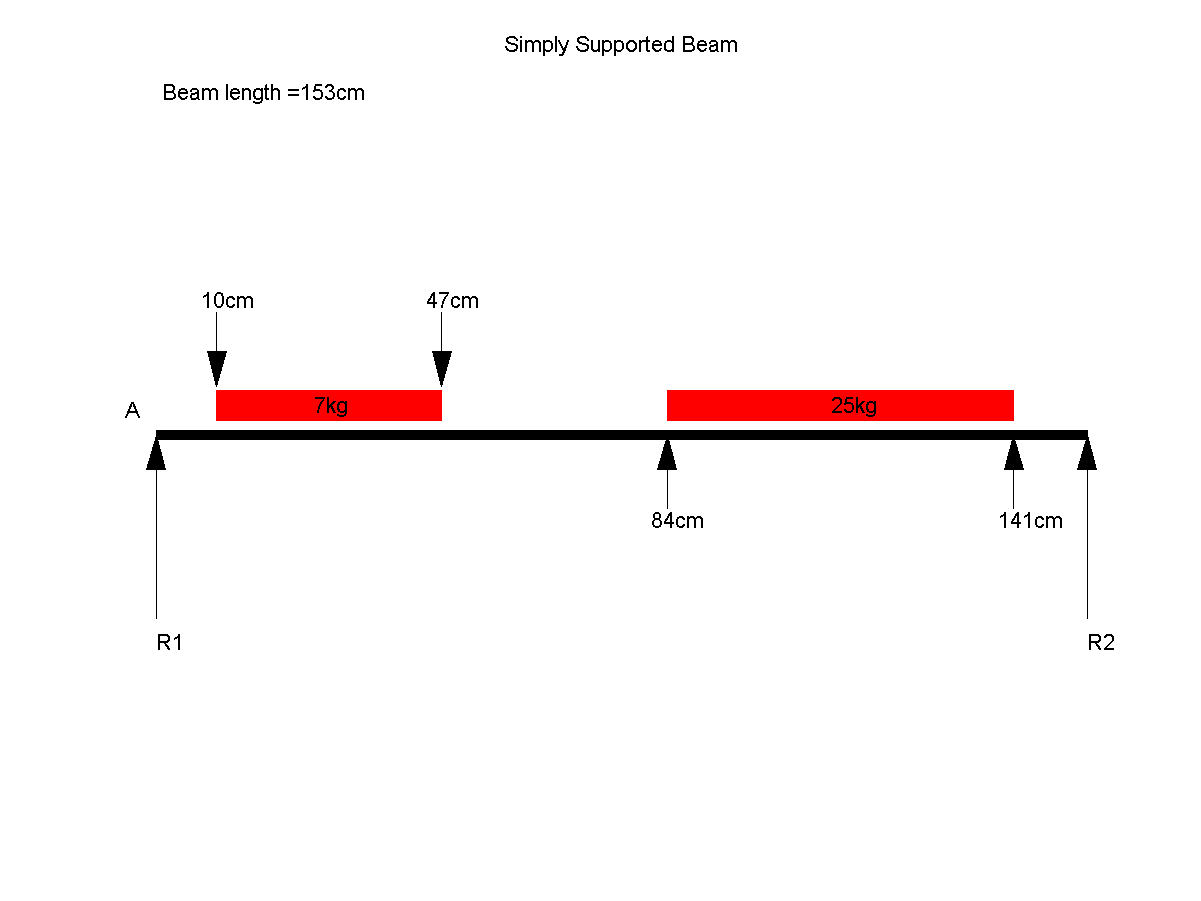 Simply Supported Beam
Beam length =153cm
10cm
47cm
A
7kg
25kg
84cm
141cm
R1
R2